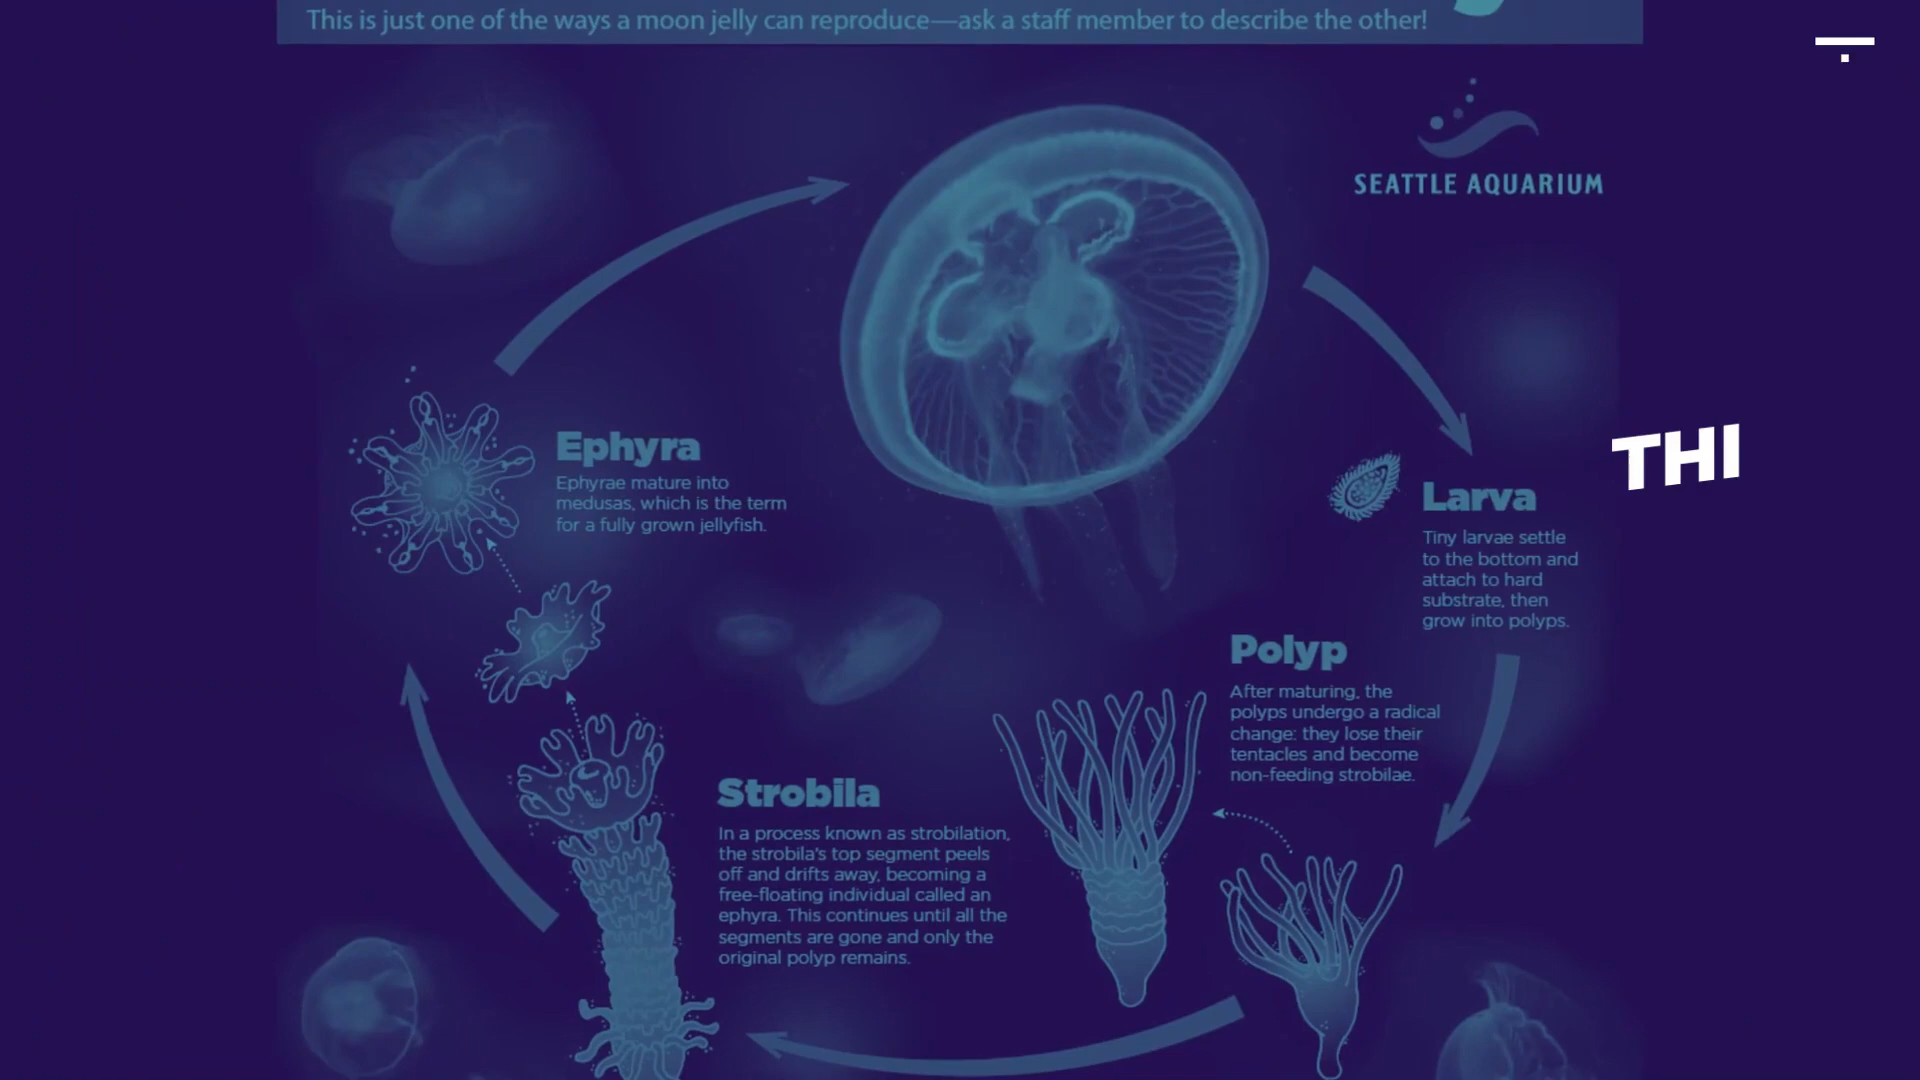 This is just one of the ways a moon jelly can reproduce—ask a staff member to describe the other!
SEATTLE AQUARIUM
Ephyra
Ephyrae mature into
medusas, which is the term
for a fully grown jellyfish.
THI
Larva
Tiny larvae settle
to the bottom and
attach to hard
substrate, then
grow into polyps.
Polyp
After maturing, the
polyps undergo a radical
change: they lose their
tentacles and become
non-feeding strobilae.
Strobila
In a process known as strobilation,
the strobila's top segment peels
off and drifts away, becoming a
free-floating individual called an
ephyra. This continues until all the
segments are gone and only the
original polyp remains.